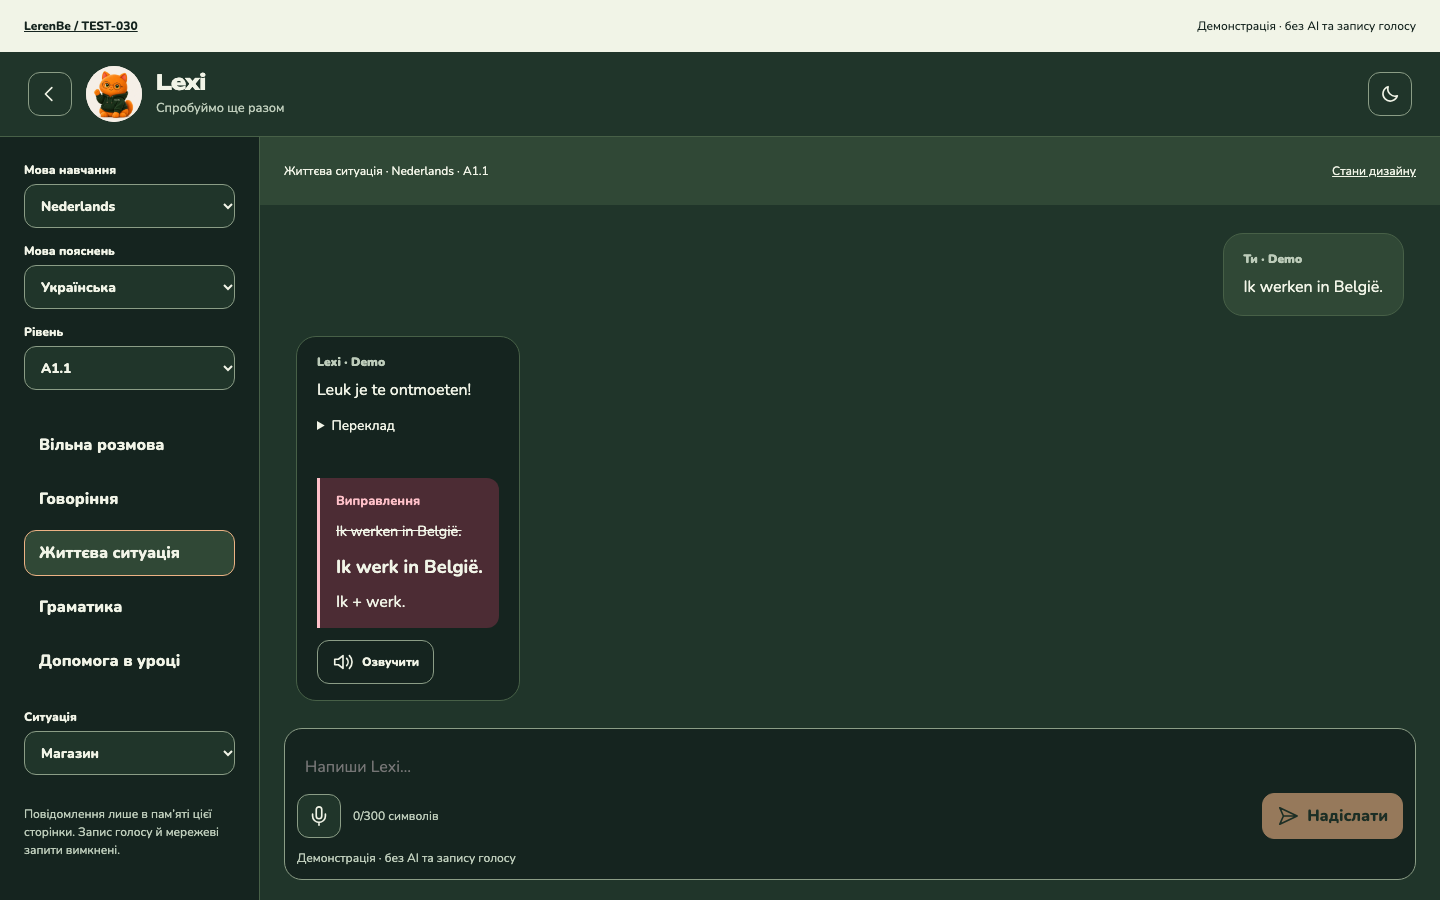 LerenBe / TEST-030
Демонстрація · без AI та запису голосу
Lexi
Спробуймо ще разом
Мова навчання
Nederlands
Мова пояснень
Українська
Рівень
A1.1
Вільна розмова
Говоріння
Життєва ситуація
Граматика
Допомога в уроці
Ситуація
Магазин
Повідомлення лише в пам'яті цієї
сторінки. Запис голосу й мережеві
запити вимкнені.
Життєва ситуація · Nederlands · A1.1
Стани дизайну
Ти · Demo
Ik werken in België.
Lexi · Demo
Leuk je te ontmoeten!
Переклад
Виправлення
Ik werken in België.
Ik werk in België.
Ik + werk.
Озвучити
Напиши Lexi...
0/300 символів
Надіслати
Демонстрація · без AI та запису голосу